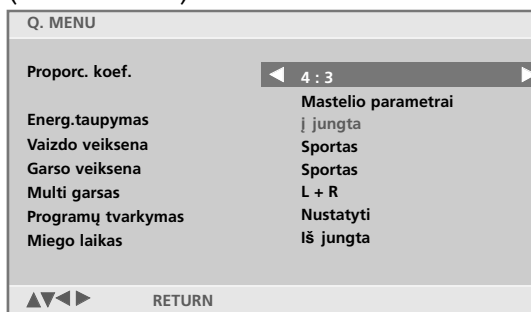 Q. MENU
Proporc. koef. 4 : 3
Mastelio parametrai
Energ.taupymas į jungta
Vaizdo veiksena Sportas
Garso veiksena Sportas
Multi garsas L + R
Programų tvarkymas Nustatyti
Miego laikas Iš jungta
RETURN